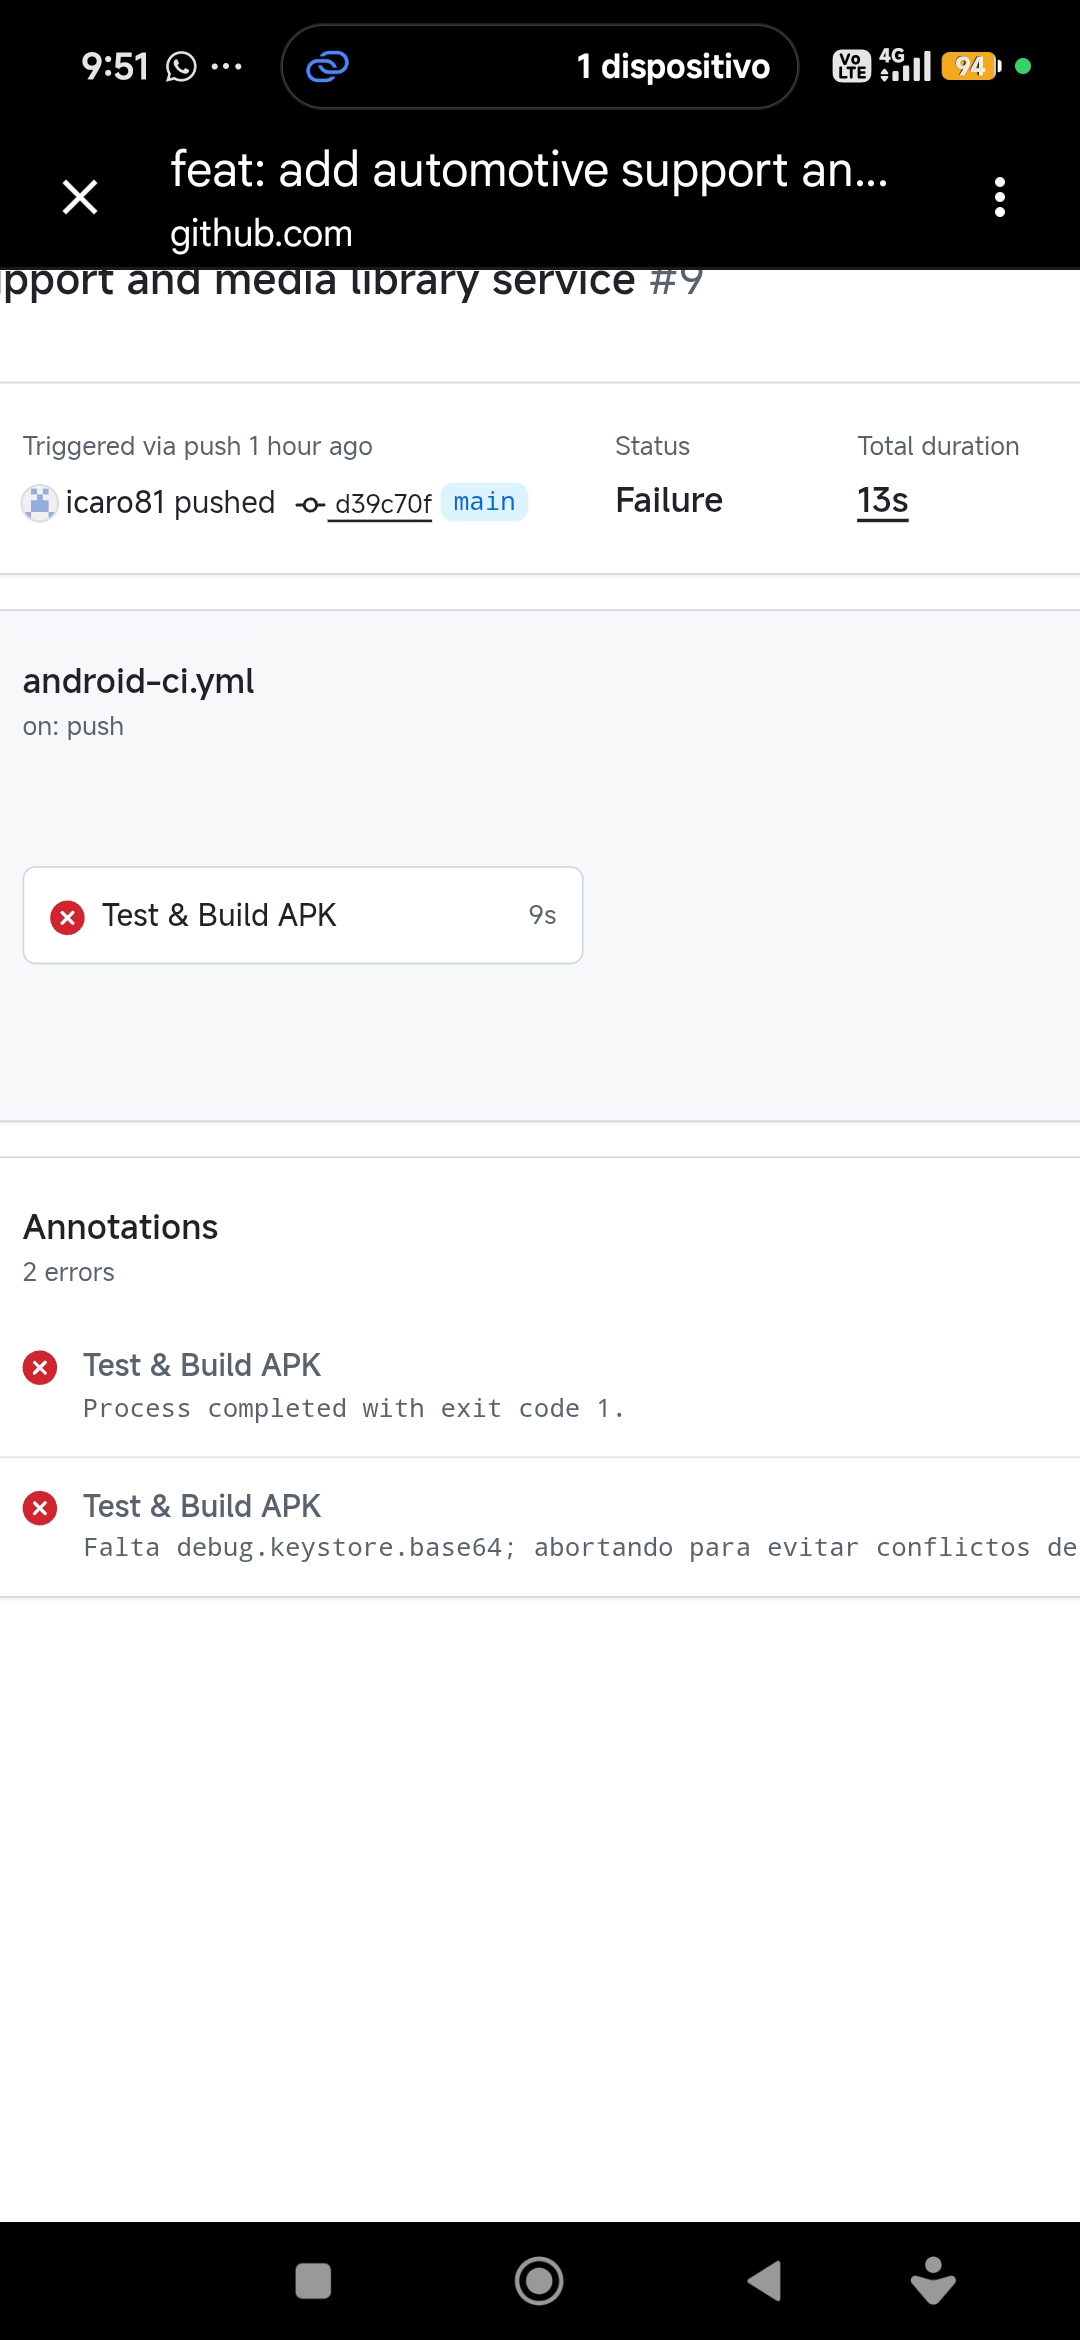 9:51
1 dispositivo
Vo LTE
4G
94
feat: add automotive support an...
github.com
pport and media library service #9
Triggered via push 1 hour ago
Status
Total duration
icaro81 pushed d39c70f main
Failure
13s
android-ci.yml
on: push
Test & Build APK
9s
Annotations
2 errors
Test & Build APK
Process completed with exit code 1.
Test & Build APK
Falta debug.keystore.base64; abortando para evitar conflictos de